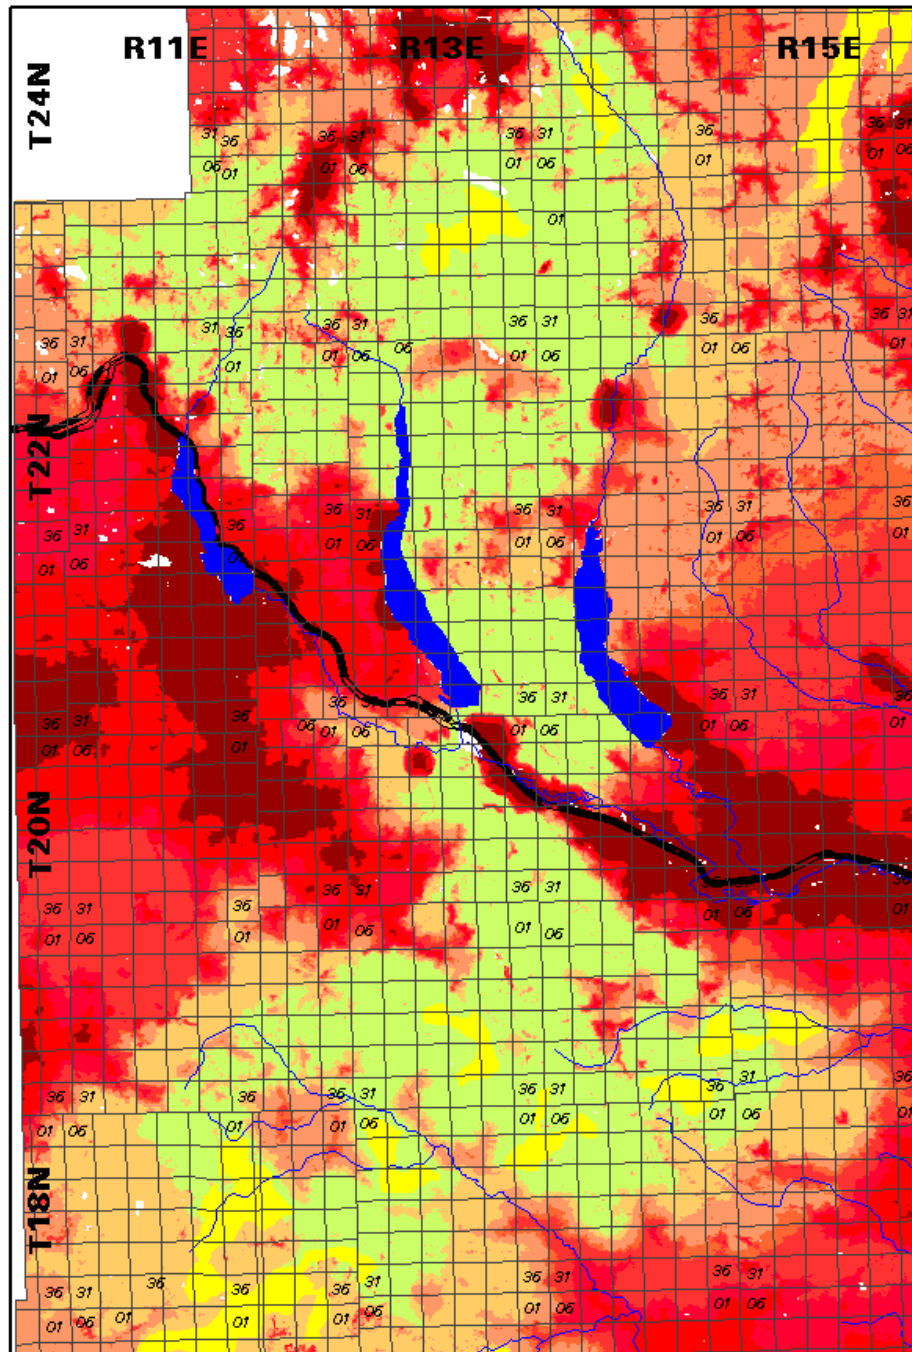 R11E R13E R15E
T24N
31 36 36 31 36 31 36 36 31
06 01 01 06 01 06 01 06
01
36 31 31 36 36 31 36 31 36 36 31
01 06 01 01 06 06 01 06 01 06 01
T22N
36 31 36 36 31 36 31 36 31 36
01 06 01 01 06 01 06 01 06 01
36 31 36 36 31 36 31 36 31 36
01 06 01 06 01 06 01 06 01 06
T20N
36 31 36 36 31 36 31 36
01 06 01 01 06 01 06 01 06 01
36 31 36 36 31 36 31 36 31 36
01 06 01 01 06 01 06 01 06 01
T18N
36 31 36 36 36 31 36 31 36 31
01 06 01 01 01 06 01 06 01 06